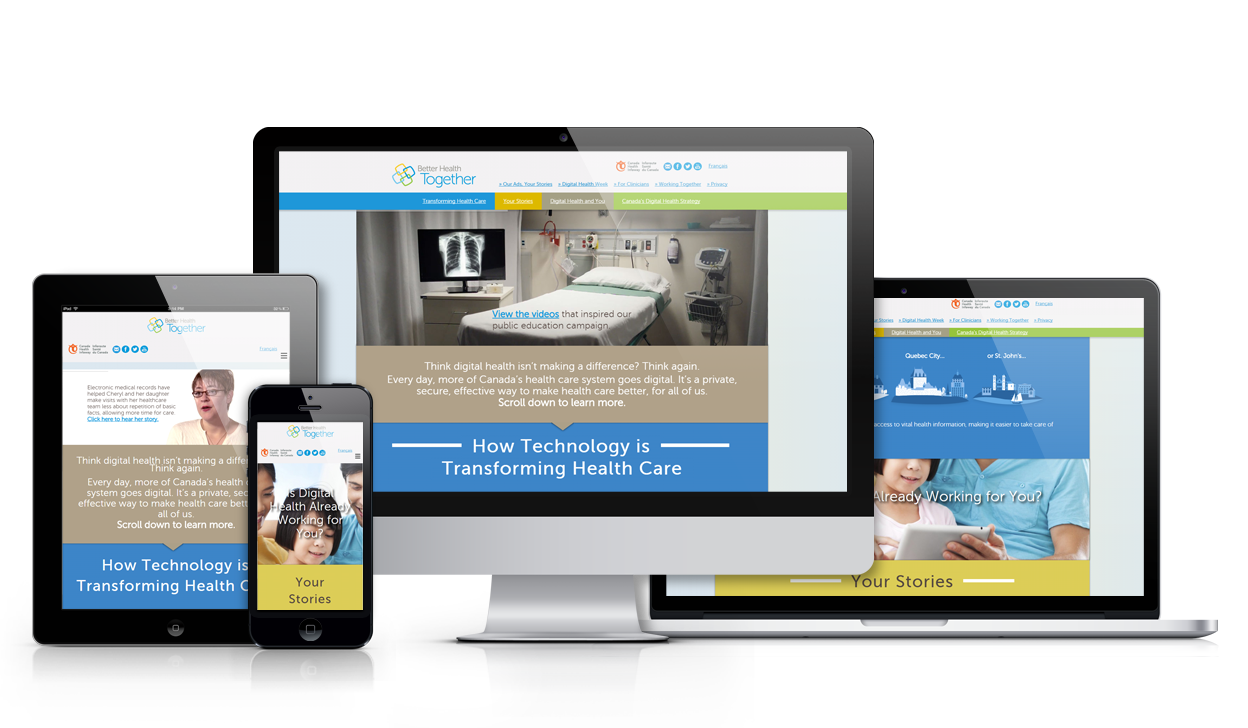 Better Health
Together
Canada Health Infoway
Inforoute Santé du Canada
Français
» Our Ads, Your Stories » Digital Health Week » For Clinicians » Working Together » Privacy
Transforming Health Care Your Stories Digital Health and You Canada's Digital Health Strategy
View the videos that inspired our
public education campaign.
Think digital health isn't making a difference? Think again.
Every day, more of Canada's health care system goes digital. It's a private,
secure, effective way to make health care better, for all of us.
Scroll down to learn more.
How Technology is
Transforming Health Care
iPad
Better Health
Together
Canada Health Infoway
Inforoute Santé du Canada
Français
Electronic medical records have
helped Cheryl and her daughter
make visits with her healthcare
team less about repetition of basic
facts, allowing more time for care.
Click here to hear her story.
Think digital health isn't making a diffe
Think again.
Every day, more of Canada's health
system goes digital. It's a private, sec
effective way to make health care bett
all of us.
Scroll down to learn more.
How Technology is
Transforming Health C
Better Health
Together
Français
Is Digital
Health Already
Working for
You?
Your
Stories
Canada Health Infoway
Inforoute Santé du Canada
Français
Stories » Digital Health Week » For Clinicians » Working Together » Privacy
Digital Health and You Canada's Digital Health Strategy
Quebec City... or St. John's...
access to vital health information, making it easier to take care of
Already Working for You?
Your Stories